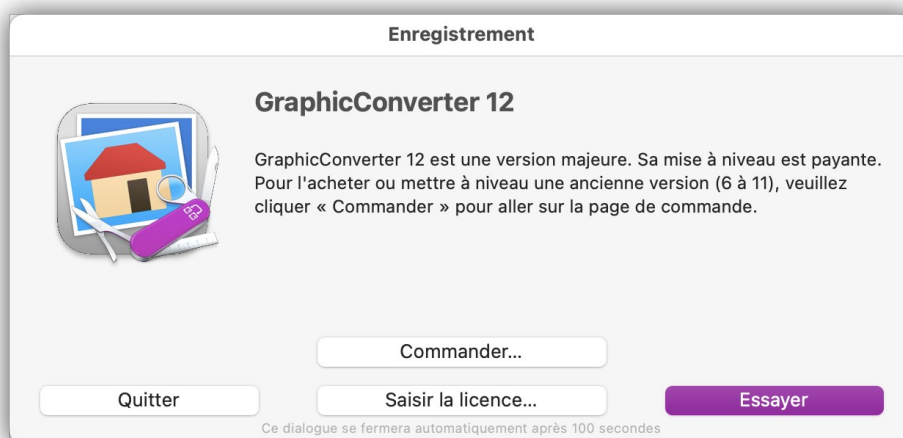 Enregistrement
GraphicConverter 12
GraphicConverter 12 est une version majeure. Sa mise à niveau est payante.
Pour l'acheter ou mettre à niveau une ancienne version (6 à 11), veuillez
cliquer « Commander » pour aller sur la page de commande.
Commander...
Quitter
Saisir la licence...
Essayer
Ce dialogue se fermera automatiquement après 100 secondes